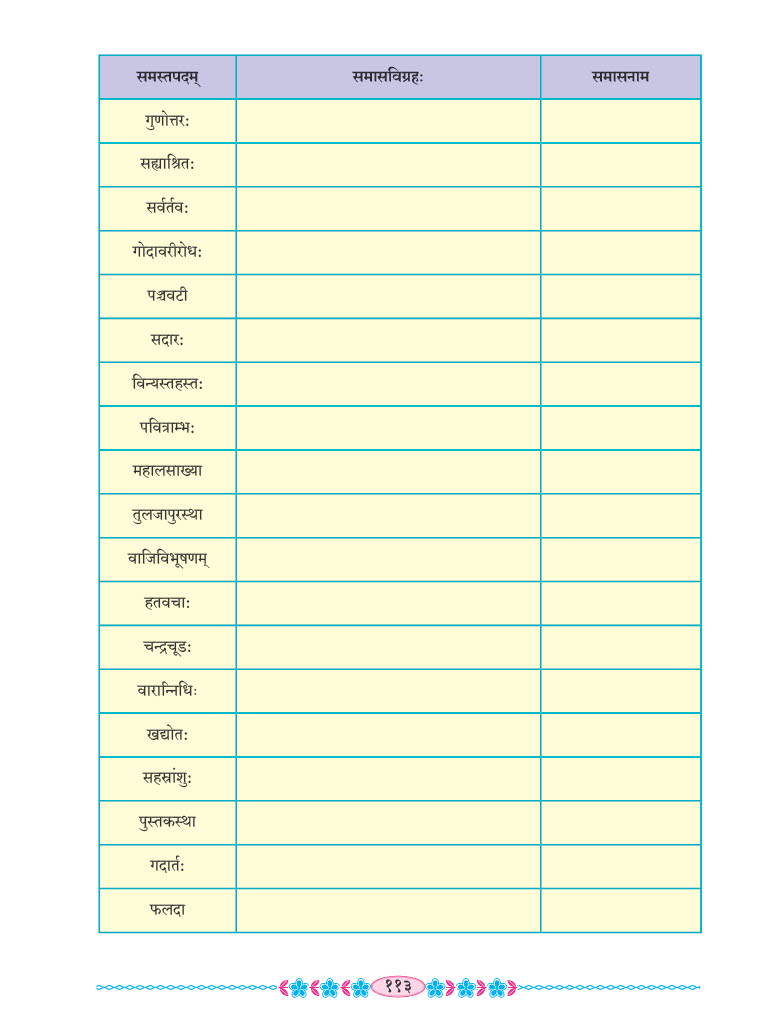 समस्तपदम् समासविग्रहः समासनाम
गुणोत्तर:
सह्याश्रित:
सर्वर्तव:
गोदावरीरोध:
पञ्चवटी
सदार:
विन्यस्तहस्त:
पवित्राम्भ:
महालसाख्या
तुलजापुरस्था
वाजिविभूषणम्
हतवचा:
चन्द्रचूड:
वारान्निधिः
खद्योत:
सहस्रांशु:
पुस्तकस्था
गदार्त:
फलदा
११३